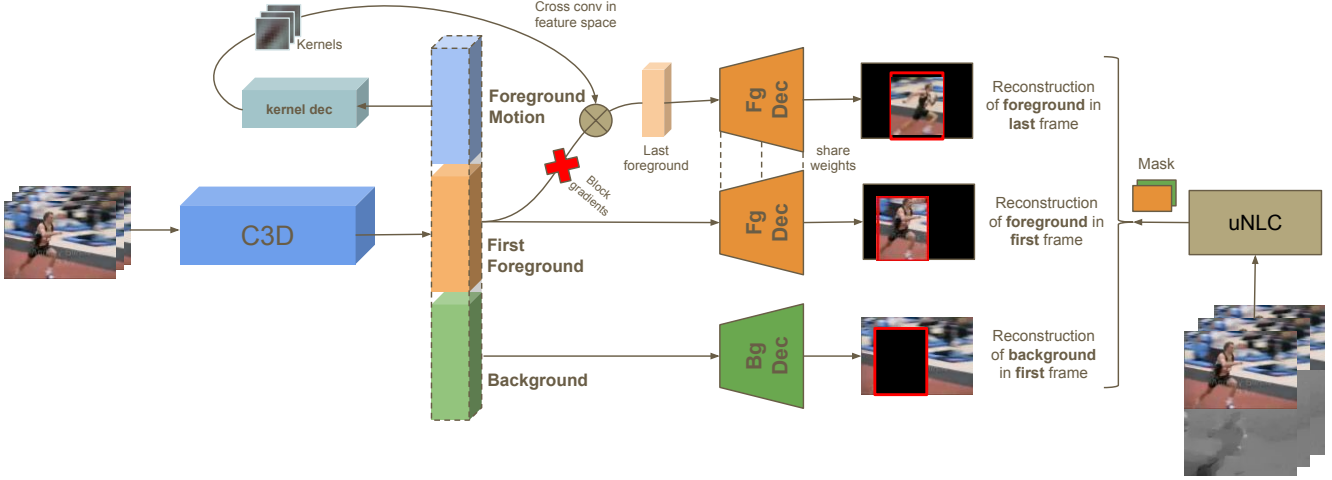 Cross conv in
feature space
Kernels
kernel dec
Foreground
Motion
Last
foreground
Fg
Dec
Reconstruction
of foreground in
last frame
share
weights
Block
gradients
Mask
C3D
First
Foreground
Fg
Dec
Reconstruction
of foreground in
first frame
uNLC
Background
Bg
Dec
Reconstruction
of background
in first frame